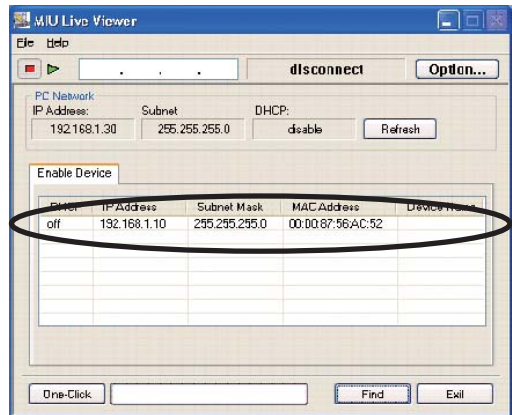 MIU Live Viewer
File Help
. . . disconnect Option...
PC Network
IP Address: Subnet DHCP:
192.168.1.30 255.255.255.0 disable Refresh
Enable Device
DHCP IP Address Subnet Mask MAC Address Device Name
off 192.168.1.10 255.255.255.0 00:D0:87:56:AC:52
One-Click Find Exit